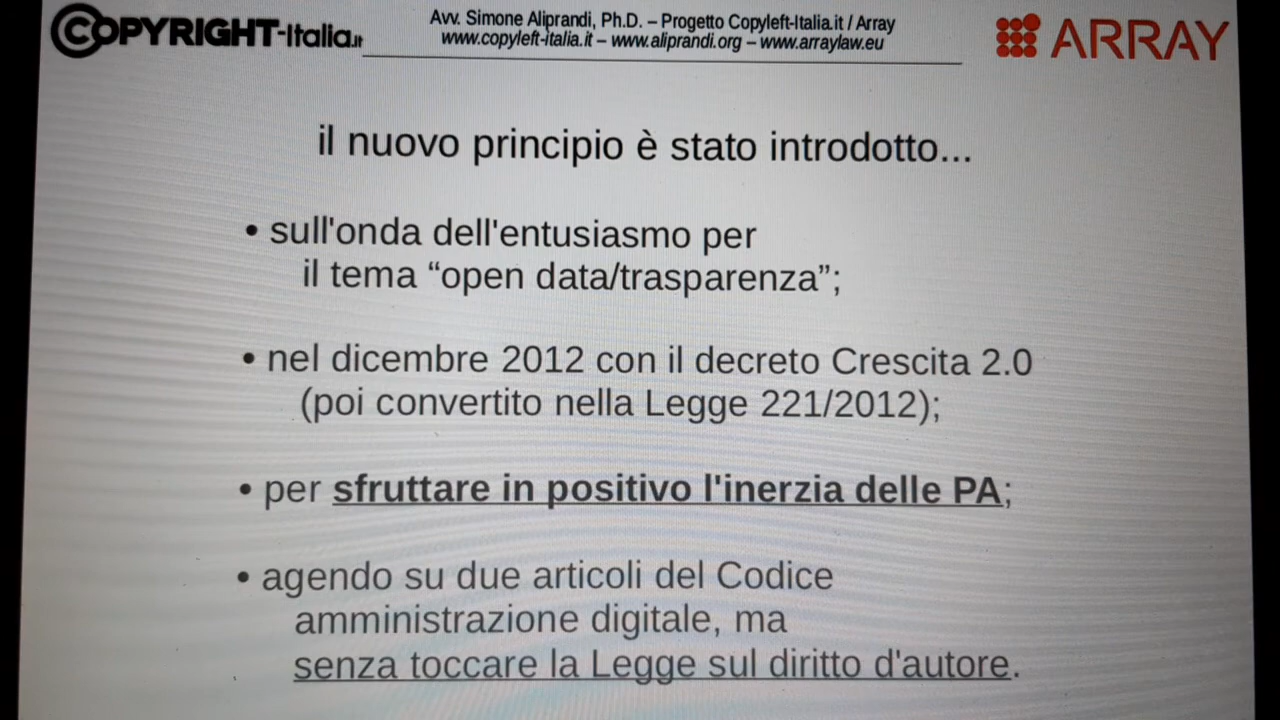 COPYRIGHT-Italia.it
Avv. Simone Aliprandi, Ph.D. – Progetto Copyleft-Italia.it / Array
www.copyleft-italia.it – www.aliprandi.org – www.arraylaw.eu
ARRAY
il nuovo principio è stato introdotto...
• sull'onda dell'entusiasmo per
il tema “open data/trasparenza”;
• nel dicembre 2012 con il decreto Crescita 2.0
(poi convertito nella Legge 221/2012);
• per sfruttare in positivo l'inerzia delle PA;
• agendo su due articoli del Codice
amministrazione digitale, ma
senza toccare la Legge sul diritto d'autore.